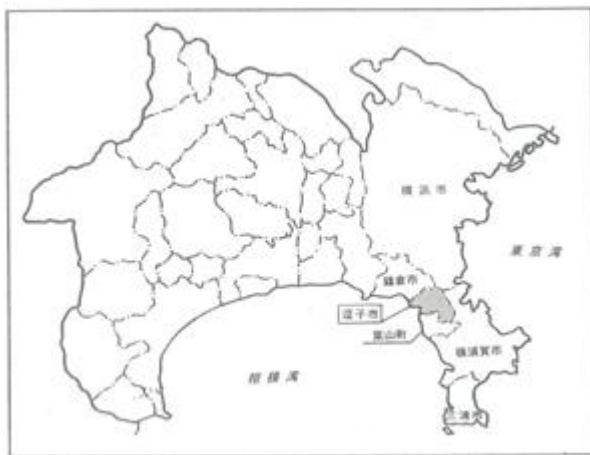 横浜市
東京湾
鎌倉市
逗子市
葉山町
横須賀市
相模湾
三浦市